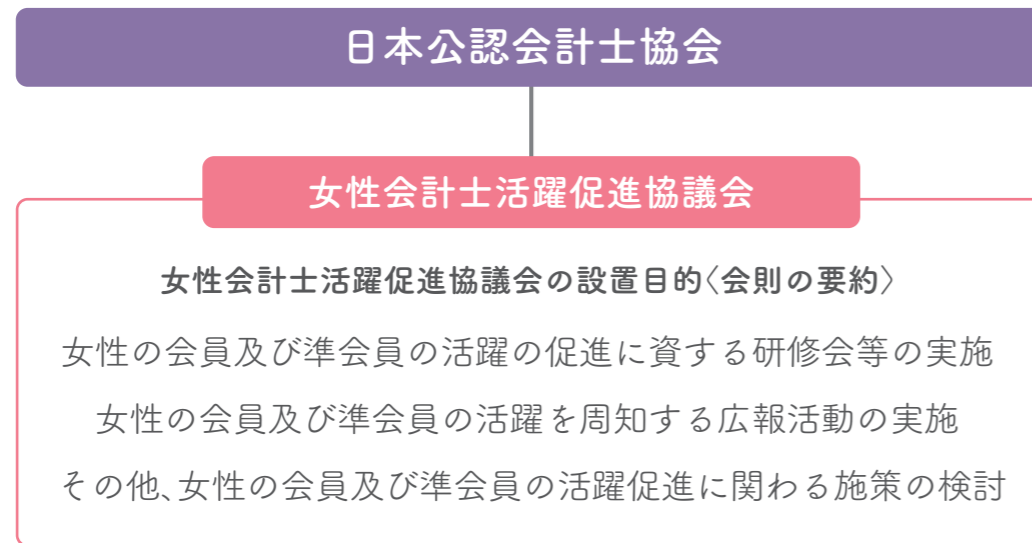 日本公認会計士協会
女性会計士活躍促進協議会
女性会計士活躍促進協議会の設置目的〈会則の要約〉
女性の会員及び準会員の活躍の促進に資する研修会等の実施
女性の会員及び準会員の活躍を周知する広報活動の実施
その他、女性の会員及び準会員の活躍促進に関わる施策の検討